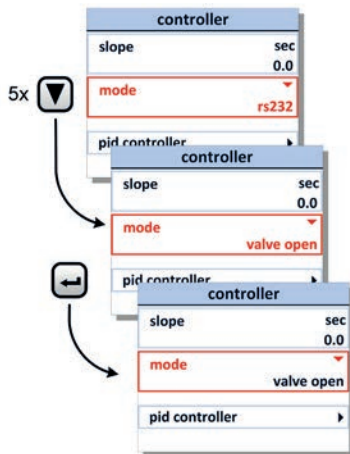 controller
slope sec
0.0
5x
mode
rs232
pid controller
controller
slope sec
0.0
mode
valve open
pid controller
controller
slope sec
0.0
mode
valve open
pid controller